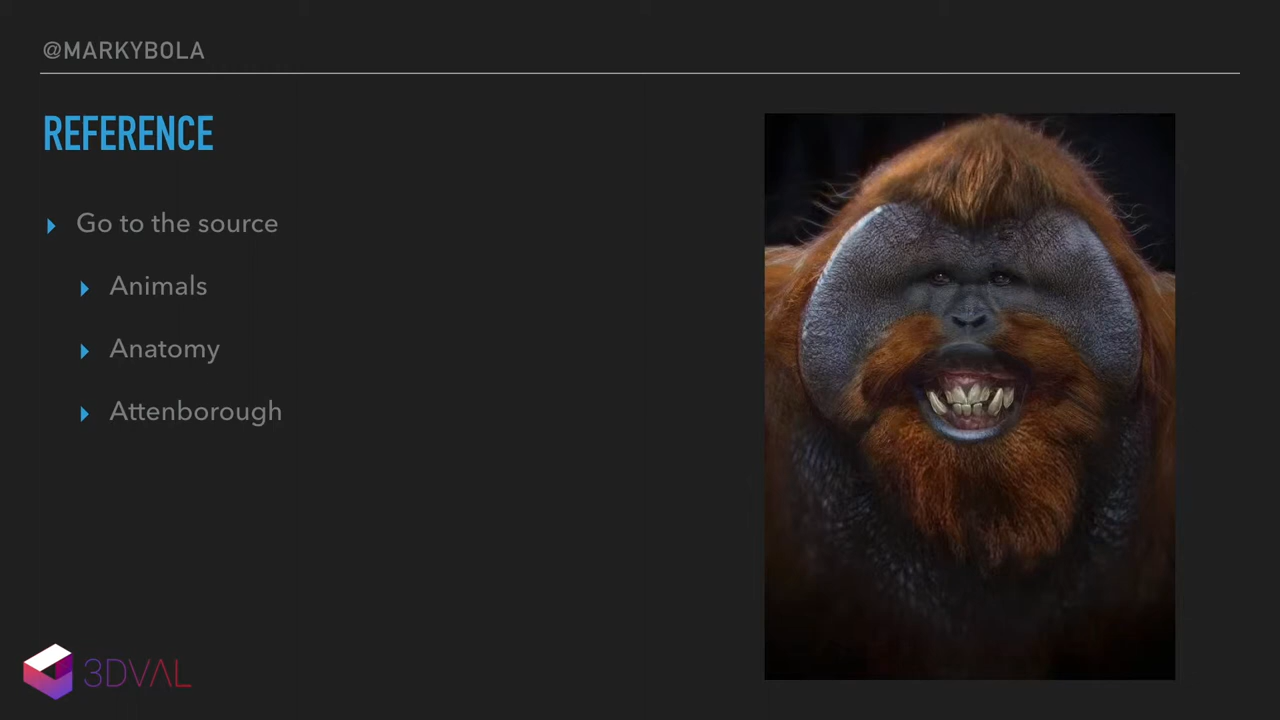 @MARKYBOLA
REFERENCE
Go to the source
Animals
Anatomy
Attenborough
3DVAL